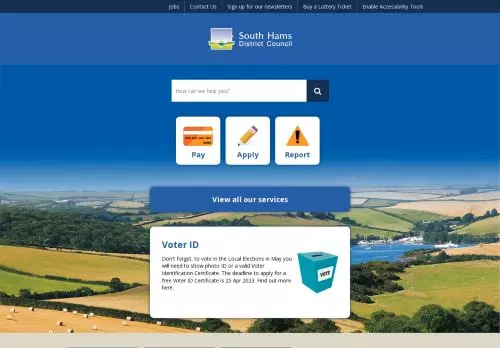 Jobs Contact Us Sign up for our newsletters Buy a Lottery Ticket Enable Accessibility Tools
South Hams
District Council
How can we help you?
Pay Apply Report
View all our services
Voter ID
Don't forget, to vote in the Local Elections in May you
will need to show photo ID or a valid Voter
Identification Certificate. The deadline to apply for a
free Voter ID Certificate is 25 Apr 2023. Find out more
here.
VOTE